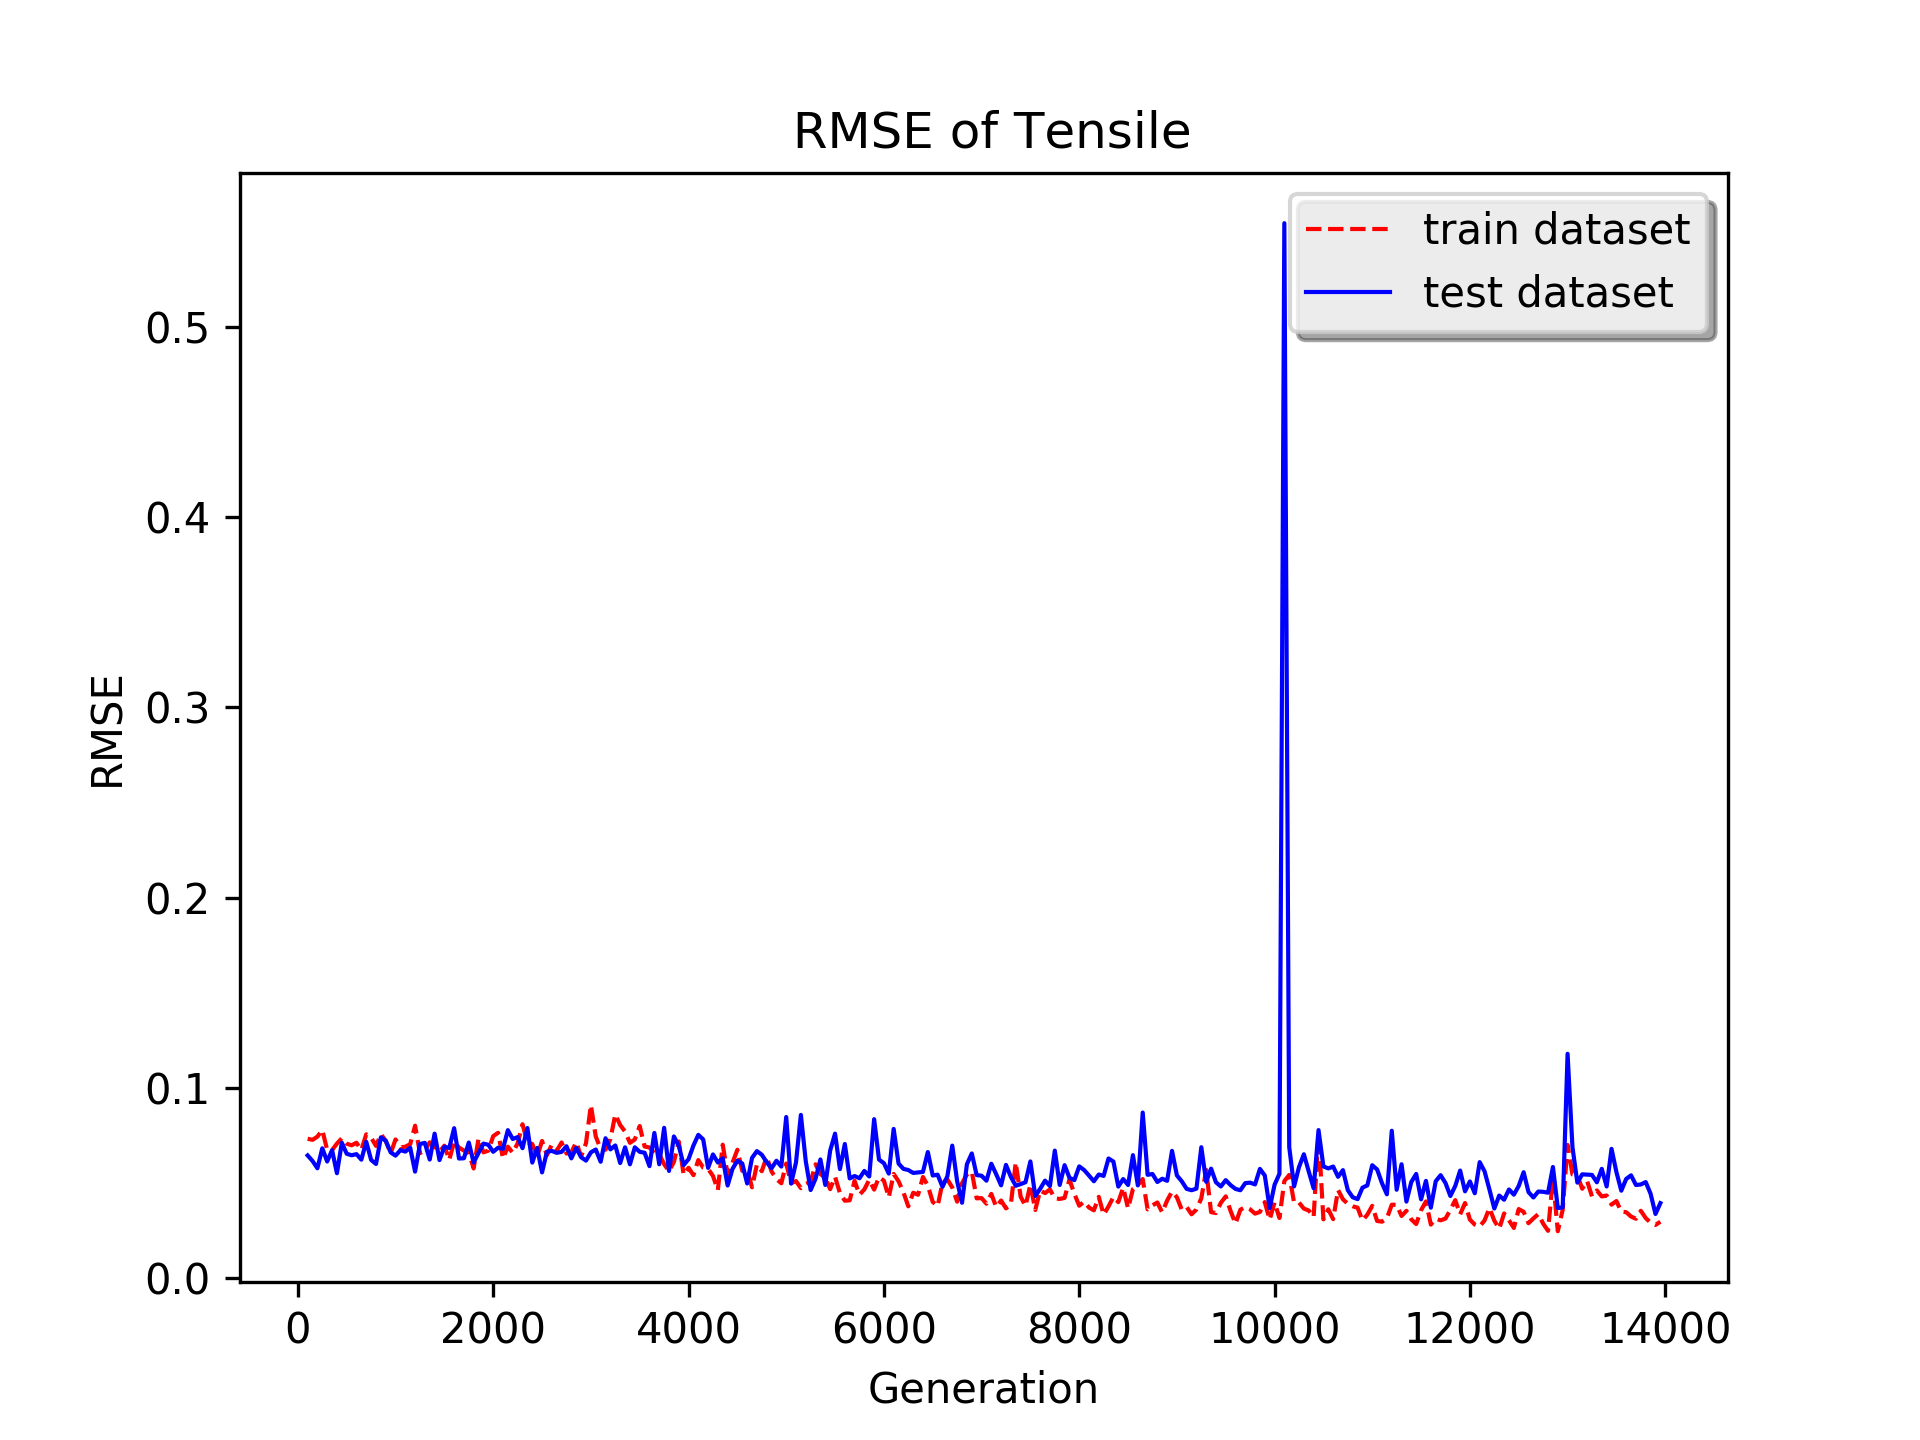 RMSE of Tensile
train dataset
test dataset
0.5
0.4
0.3
0.2
0.1
0.0
RMSE
0 2000 4000 6000 8000 10000 12000 14000
Generation